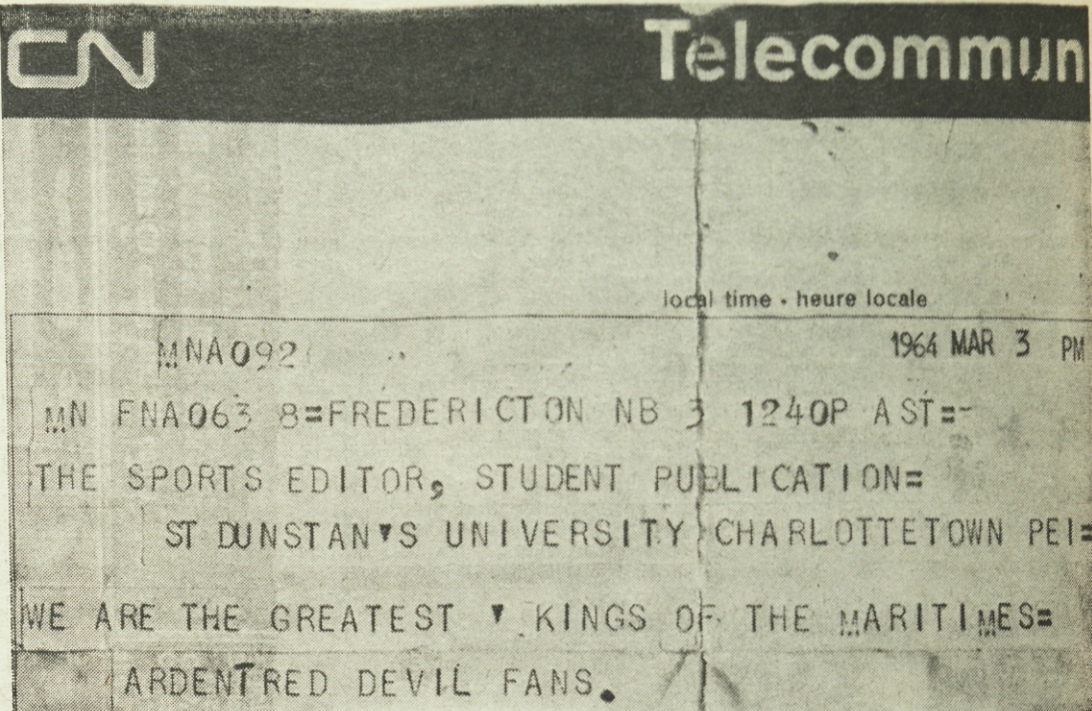 CN Telecommun
local time · heure locale
MNA092 1964 MAR 3 PM
MN FNA063 8=FREDERICTON NB 3 1240P AST=-
THE SPORTS EDITOR, STUDENT PUBLICATION=
ST DUNSTAN'S UNIVERSITY CHARLOTTETOWN PEI=
WE ARE THE GREATEST ' KINGS OF THE MARITIMES=
ARDENT RED DEVIL FANS.